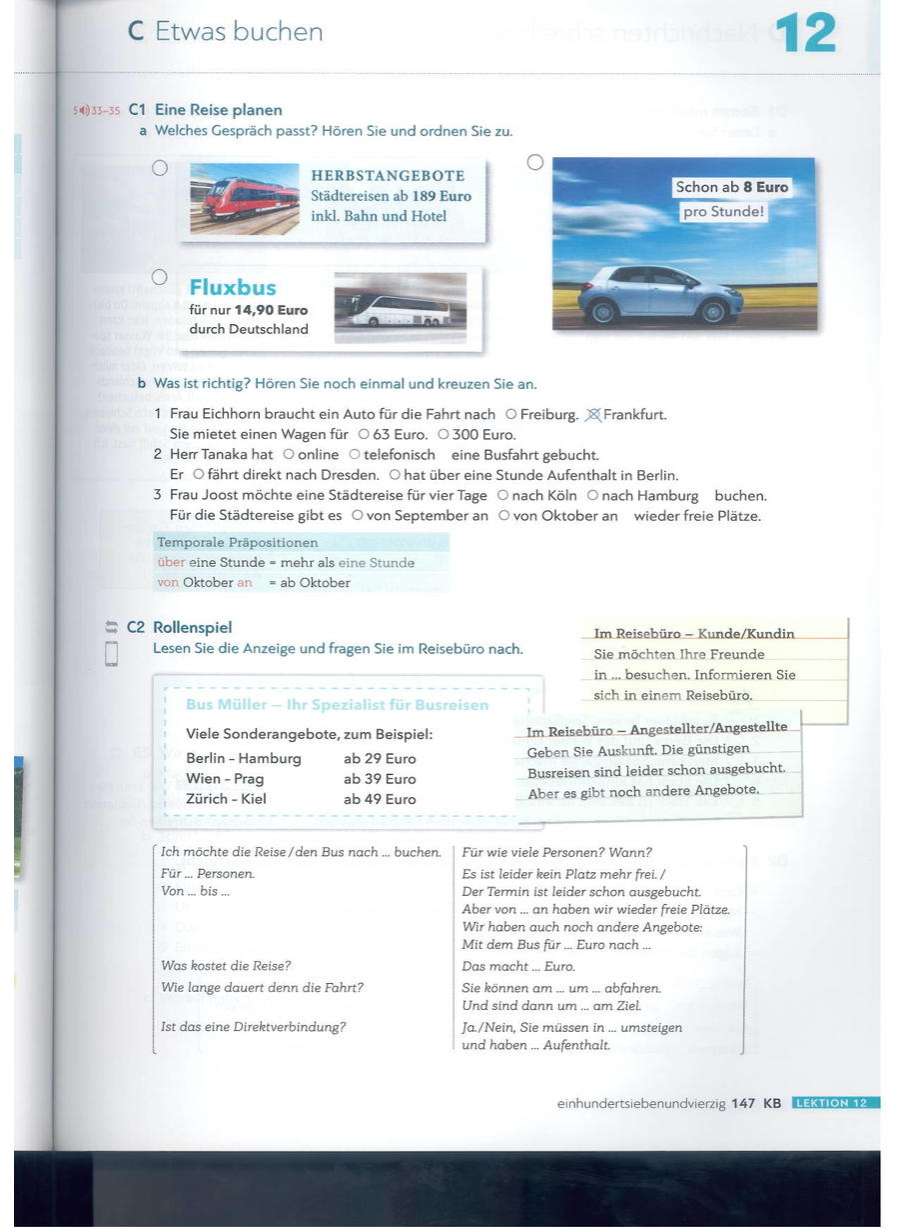 C Etwas buchen
12
5 33–35 C1 Eine Reise planen
a Welches Gespräch passt? Hören Sie und ordnen Sie zu.
HERBSTANGEBOTE
Städtereisen ab 189 Euro
inkl. Bahn und Hotel
Schon ab 8 Euro
pro Stunde!
Fluxbus
für nur 14,90 Euro
durch Deutschland
b Was ist richtig? Hören Sie noch einmal und kreuzen Sie an.
1 Frau Eichhorn braucht ein Auto für die Fahrt nach ○ Freiburg. ⊗ Frankfurt.
Sie mietet einen Wagen für ○ 63 Euro. ○ 300 Euro.
2 Herr Tanaka hat ○ online ○ telefonisch eine Busfahrt gebucht.
Er ○ fährt direkt nach Dresden. ○ hat über eine Stunde Aufenthalt in Berlin.
3 Frau Joost möchte eine Städtereise für vier Tage ○ nach Köln ○ nach Hamburg buchen.
Für die Städtereise gibt es ○ von September an ○ von Oktober an wieder freie Plätze.
Temporale Präpositionen
über eine Stunde = mehr als eine Stunde
von Oktober an = ab Oktober
C2 Rollenspiel
Lesen Sie die Anzeige und fragen Sie im Reisebüro nach.
Im Reisebüro – Kunde/Kundin
Sie möchten Ihre Freunde
in ... besuchen. Informieren Sie
sich in einem Reisebüro.
Bus Müller – Ihr Spezialist für Busreisen
Viele Sonderangebote, zum Beispiel:
Berlin – Hamburg ab 29 Euro
Wien – Prag ab 39 Euro
Zürich – Kiel ab 49 Euro
Im Reisebüro – Angestellter/Angestellte
Geben Sie Auskunft. Die günstigen
Busreisen sind leider schon ausgebucht.
Aber es gibt noch andere Angebote.
Ich möchte die Reise / den Bus nach ... buchen.
Für ... Personen.
Von ... bis ...
Was kostet die Reise?
Wie lange dauert denn die Fahrt?
Ist das eine Direktverbindung?
Für wie viele Personen? Wann?
Es ist leider kein Platz mehr frei. /
Der Termin ist leider schon ausgebucht.
Aber von ... an haben wir wieder freie Plätze.
Wir haben auch noch andere Angebote:
Mit dem Bus für ... Euro nach ...
Das macht ... Euro.
Sie können am ... um ... abfahren.
Und sind dann um ... am Ziel.
Ja./Nein, Sie müssen in ... umsteigen
und haben ... Aufenthalt.
einhundertsiebenundvierzig 147 KB LEKTION 12